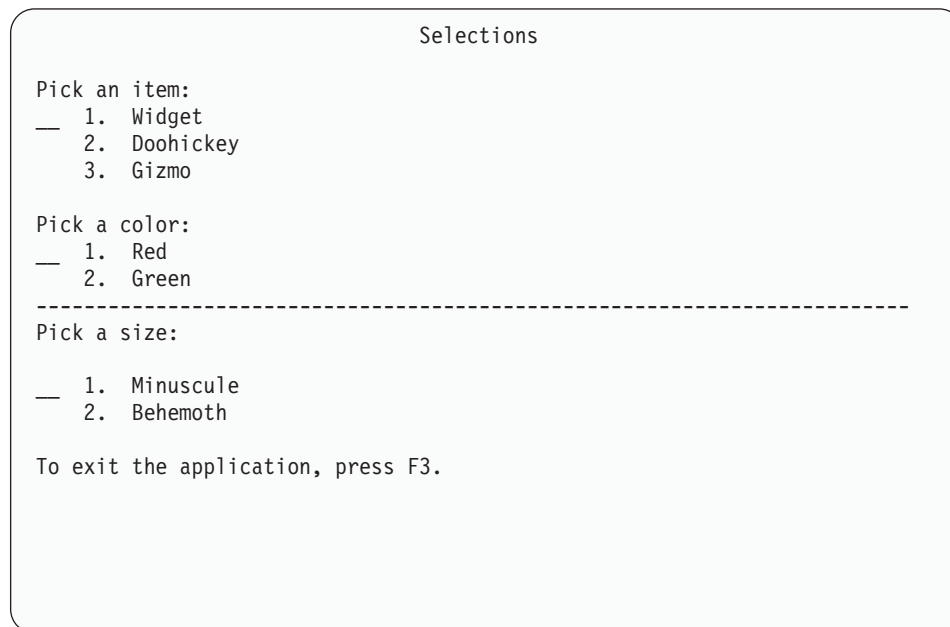 Selections
Pick an item:
__ 1. Widget
2. Doohickey
3. Gizmo
Pick a color:
__ 1. Red
2. Green
-------------------------------------------------------------------------
Pick a size:
__ 1. Minuscule
2. Behemoth
To exit the application, press F3.